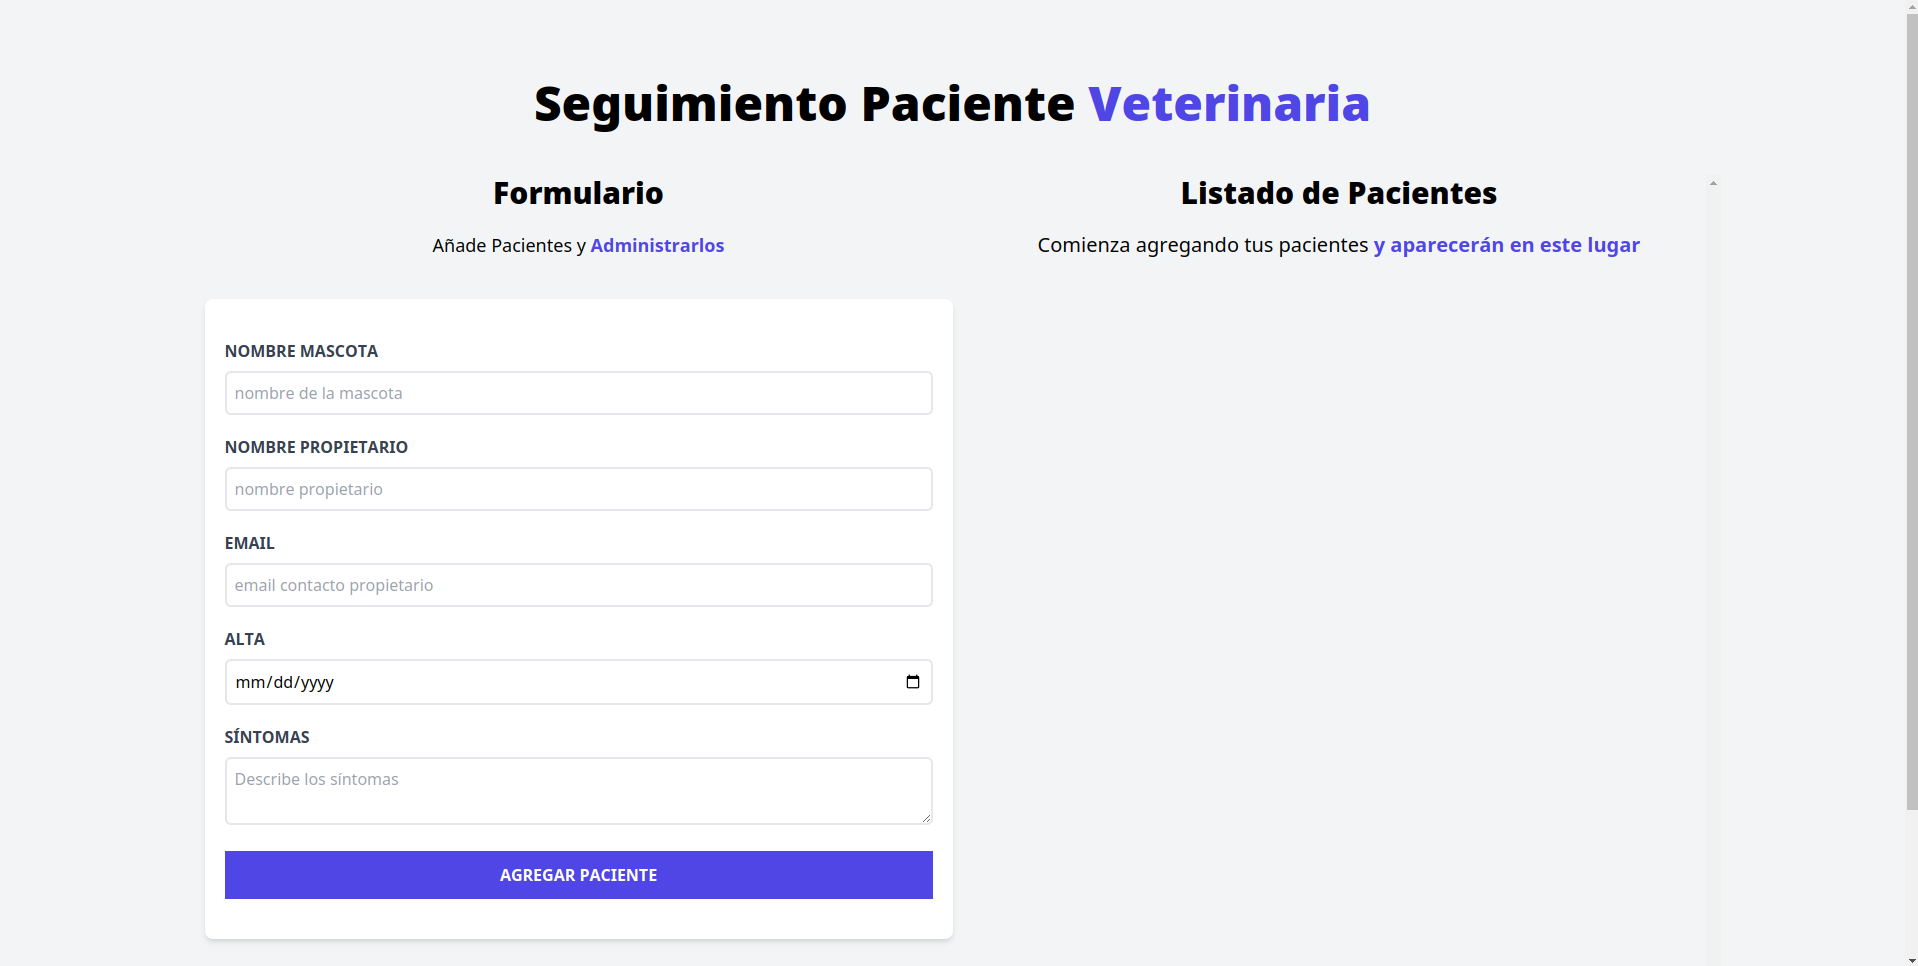 Seguimiento Paciente Veterinaria
Formulario
Añade Pacientes y Administrarlos
NOMBRE MASCOTA
nombre de la mascota
NOMBRE PROPIETARIO
nombre propietario
EMAIL
email contacto propietario
ALTA
mm/dd/yyyy
SÍNTOMAS
Describe los síntomas
AGREGAR PACIENTE
Listado de Pacientes
Comienza agregando tus pacientes y aparecerán en este lugar